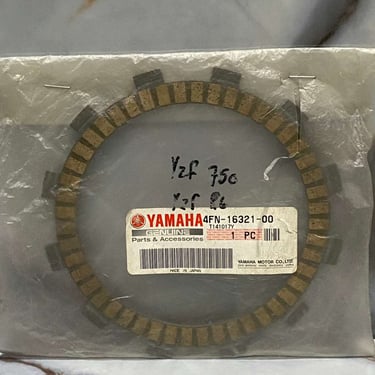 YZF 750
YZF R6
YAMAHA 4FN-16321-00
GENUINE T141017Y
Parts & Accessories 1 PC
YAMAHA MOTOR CO.,LTD.
MADE IN JAPAN